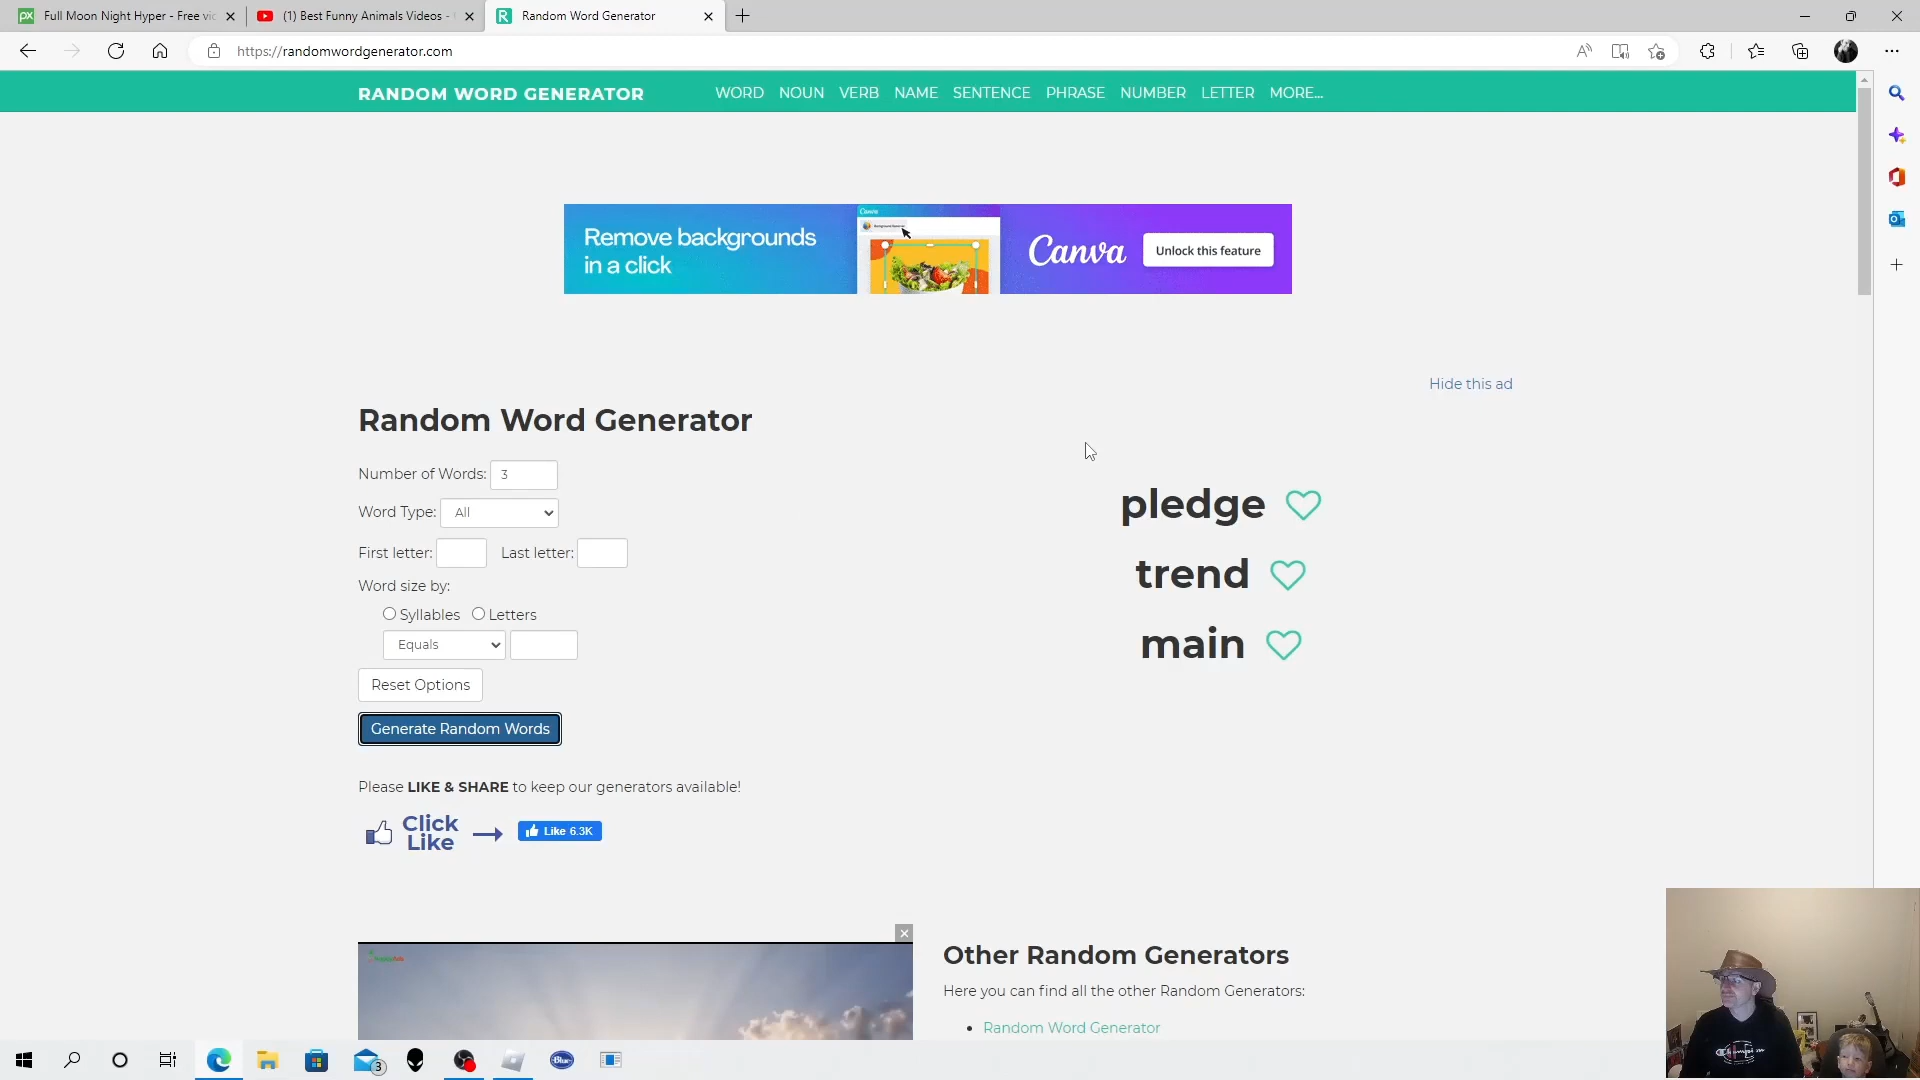 Full Moon Night Hyper - Free vic
(1) Best Funny Animals Videos -
Random Word Generator
https://randomwordgenerator.com
RANDOM WORD GENERATOR
WORD NOUN VERB NAME SENTENCE PHRASE NUMBER LETTER MORE...
Remove backgrounds
in a click
Canva
Canva
Unlock this feature
Hide this ad
Random Word Generator
Number of Words: 3
Word Type: All
First letter: Last letter:
Word size by:
Syllables Letters
Equals
Reset Options
Generate Random Words
pledge
trend
main
Please LIKE & SHARE to keep our generators available!
Click
Like
Like 6.3K
Other Random Generators
Here you can find all the other Random Generators:
• Random Word Generator
3
Blue
Champion